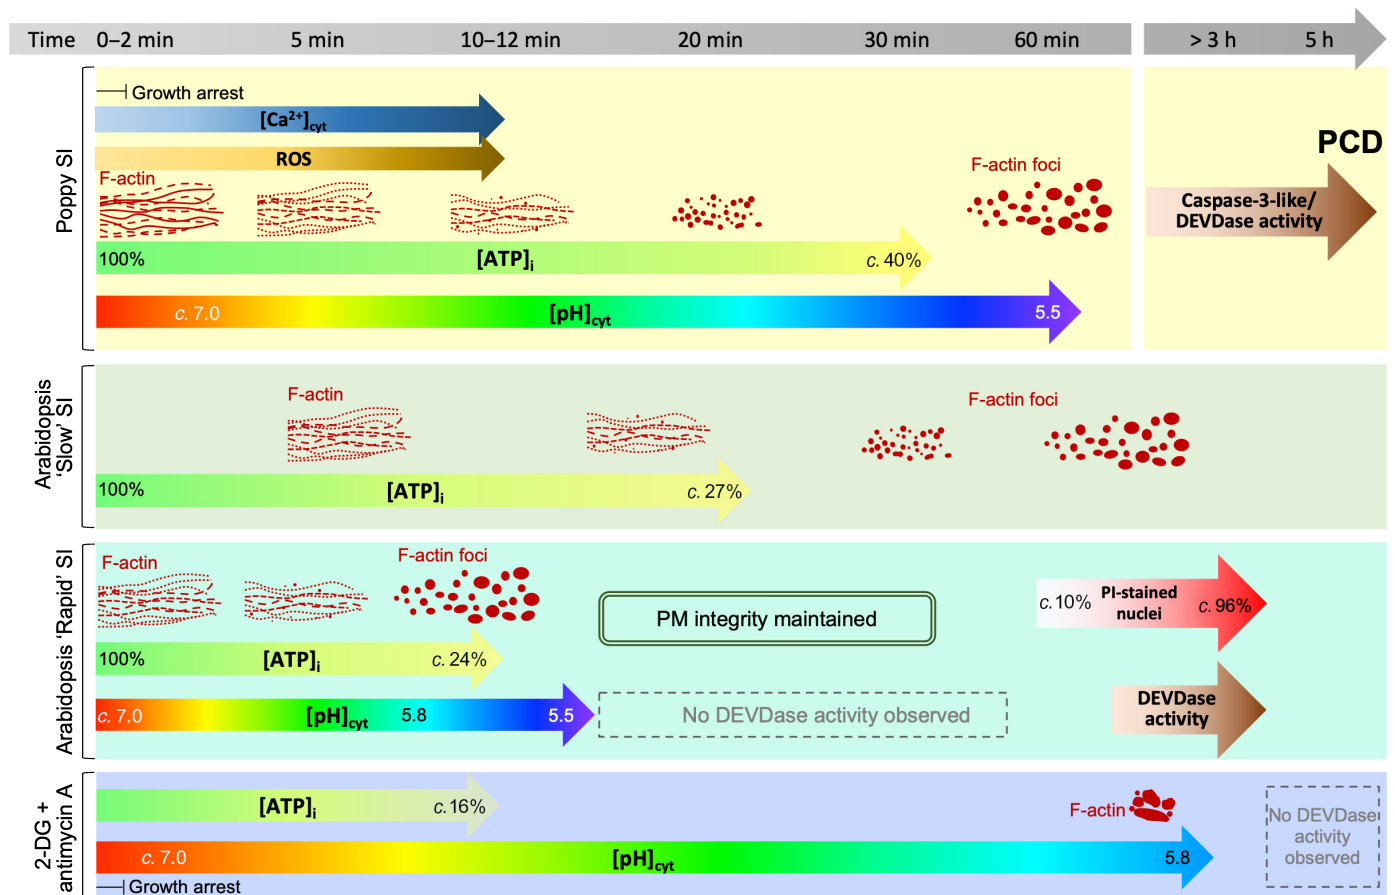 Time 0–2 min 5 min 10–12 min 20 min 30 min 60 min > 3 h 5 h
Poppy SI
Growth arrest
[Ca²⁺]cyt
ROS
F-actin
F-actin foci
PCD
Caspase-3-like/
DEVDase activity
100% [ATP]i c. 40%
c. 7.0 [pH]cyt 5.5
Arabidopsis
‘Slow’ SI
F-actin
F-actin foci
100% [ATP]i c. 27%
Arabidopsis ‘Rapid’ SI
F-actin
F-actin foci
PM integrity maintained
c. 10% PI-stained
nuclei c. 96%
100% [ATP]i c. 24%
c. 7.0 [pH]cyt 5.8 5.5
No DEVDase activity observed
DEVDase
activity
2-DG +
antimycin A
[ATP]i c. 16%
F-actin
No DEVDase
activity
observed
c. 7.0 [pH]cyt 5.8
Growth arrest